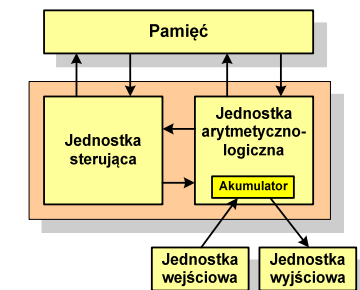 Pamięć
Jednostka
sterująca
Jednostka
arytmetyczno-
logiczna
Akumulator
Jednostka
wejściowa
Jednostka
wyjściowa